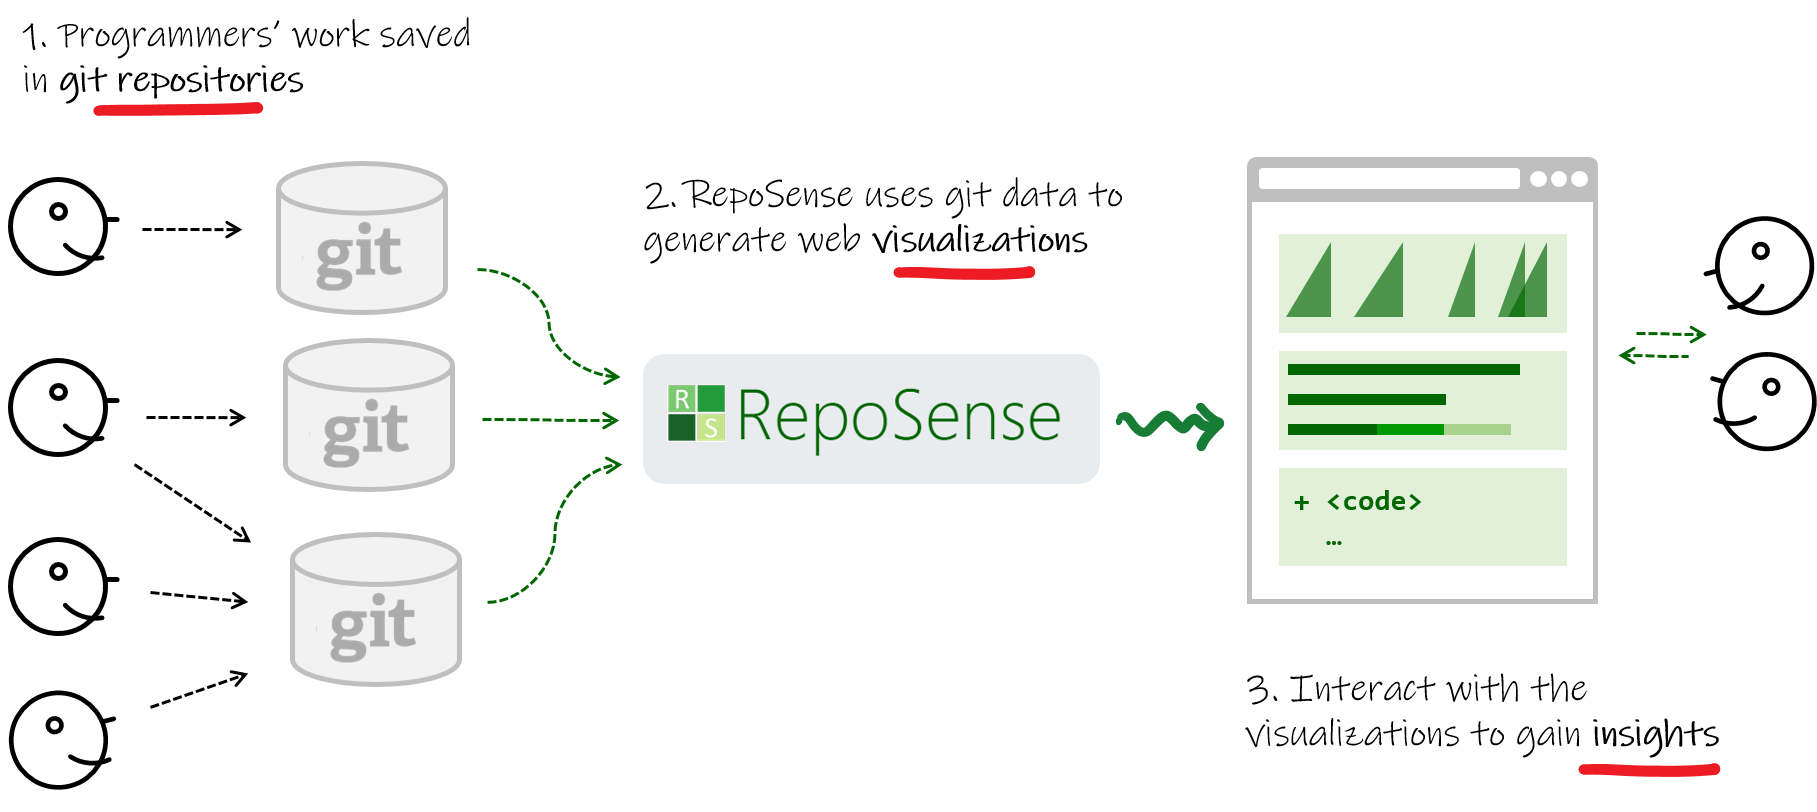 1. Programmers' work saved
in git repositories
git
git
git
2. RepoSense uses git data to
generate web visualizations
R
S
RepoSense
+ <code>
...
3. Interact with the
visualizations to gain insights